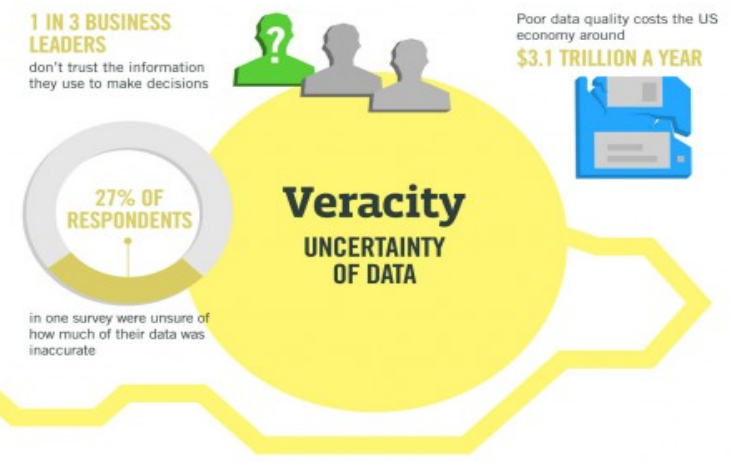 1 IN 3 BUSINESS
LEADERS
don't trust the information
they use to make decisions
?
Poor data quality costs the US
economy around
$3.1 TRILLION A YEAR
27% OF
RESPONDENTS
in one survey were unsure of
how much of their data was
inaccurate
Veracity
UNCERTAINTY
OF DATA